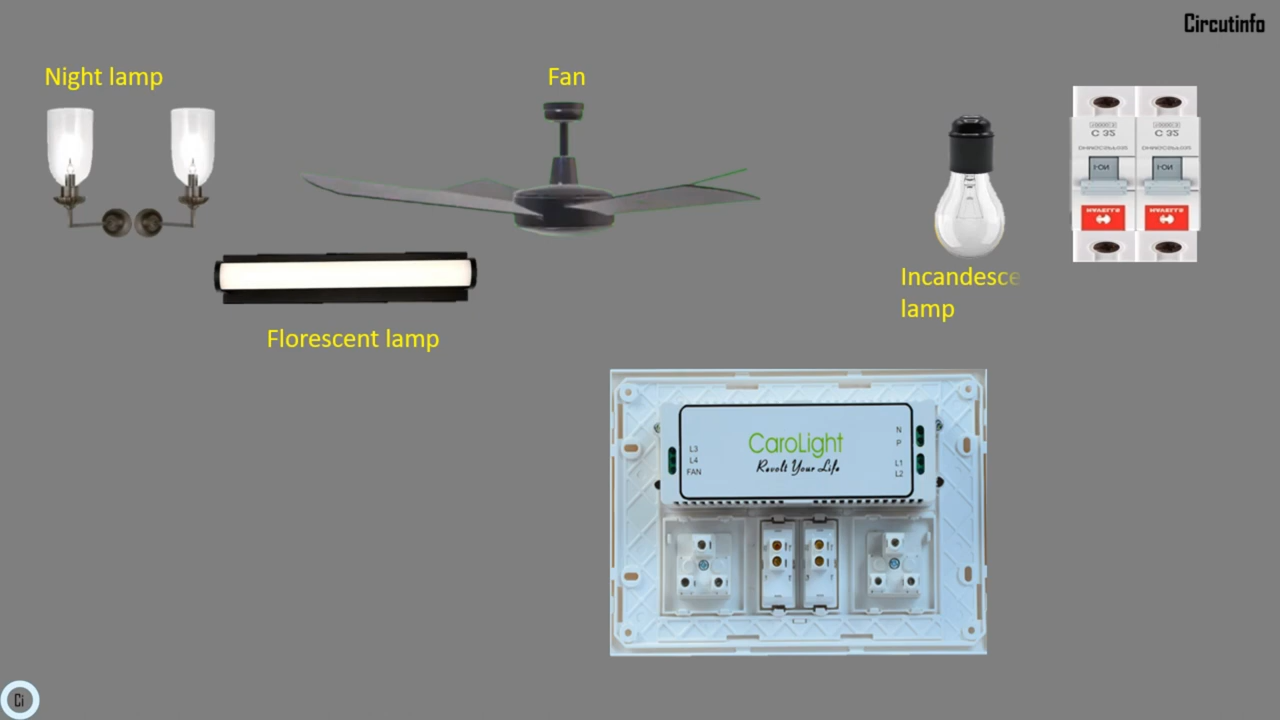 Circutinfo
Night lamp
Fan
C 32
C 32
Incandesce
lamp
Florescent lamp
CaroLight
Revolt Your Life
L3
L4
FAN
N
P
L1
L2
Ci